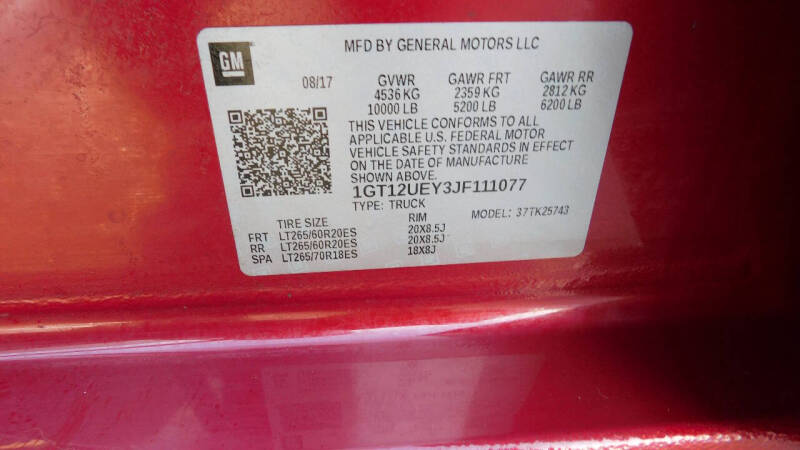 GM
MFD BY GENERAL MOTORS LLC
08/17 GVWR GAWR FRT GAWR RR
4536 KG 2359 KG 2812 KG
10000 LB 5200 LB 6200 LB
THIS VEHICLE CONFORMS TO ALL
APPLICABLE U.S. FEDERAL MOTOR
VEHICLE SAFETY STANDARDS IN EFFECT
ON THE DATE OF MANUFACTURE
SHOWN ABOVE.
1GT12UEY3JF111077
TYPE: TRUCK MODEL: 37TK25743
TIRE SIZE RIM
FRT LT265/60R20ES 20X8.5J
RR LT265/60R20ES 20X8.5J
SPA LT265/70R18ES 18X8J